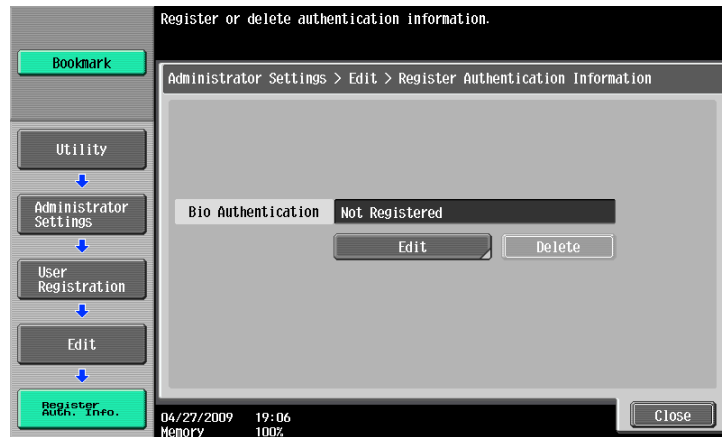 Register or delete authentication information.
Bookmark
Administrator Settings > Edit > Register Authentication Information
Utility
Administrator
Settings
User
Registration
Edit
Register
Auth. Info.
Bio Authentication
Not Registered
Edit
Delete
04/27/2009 19:06
Memory 100%
Close